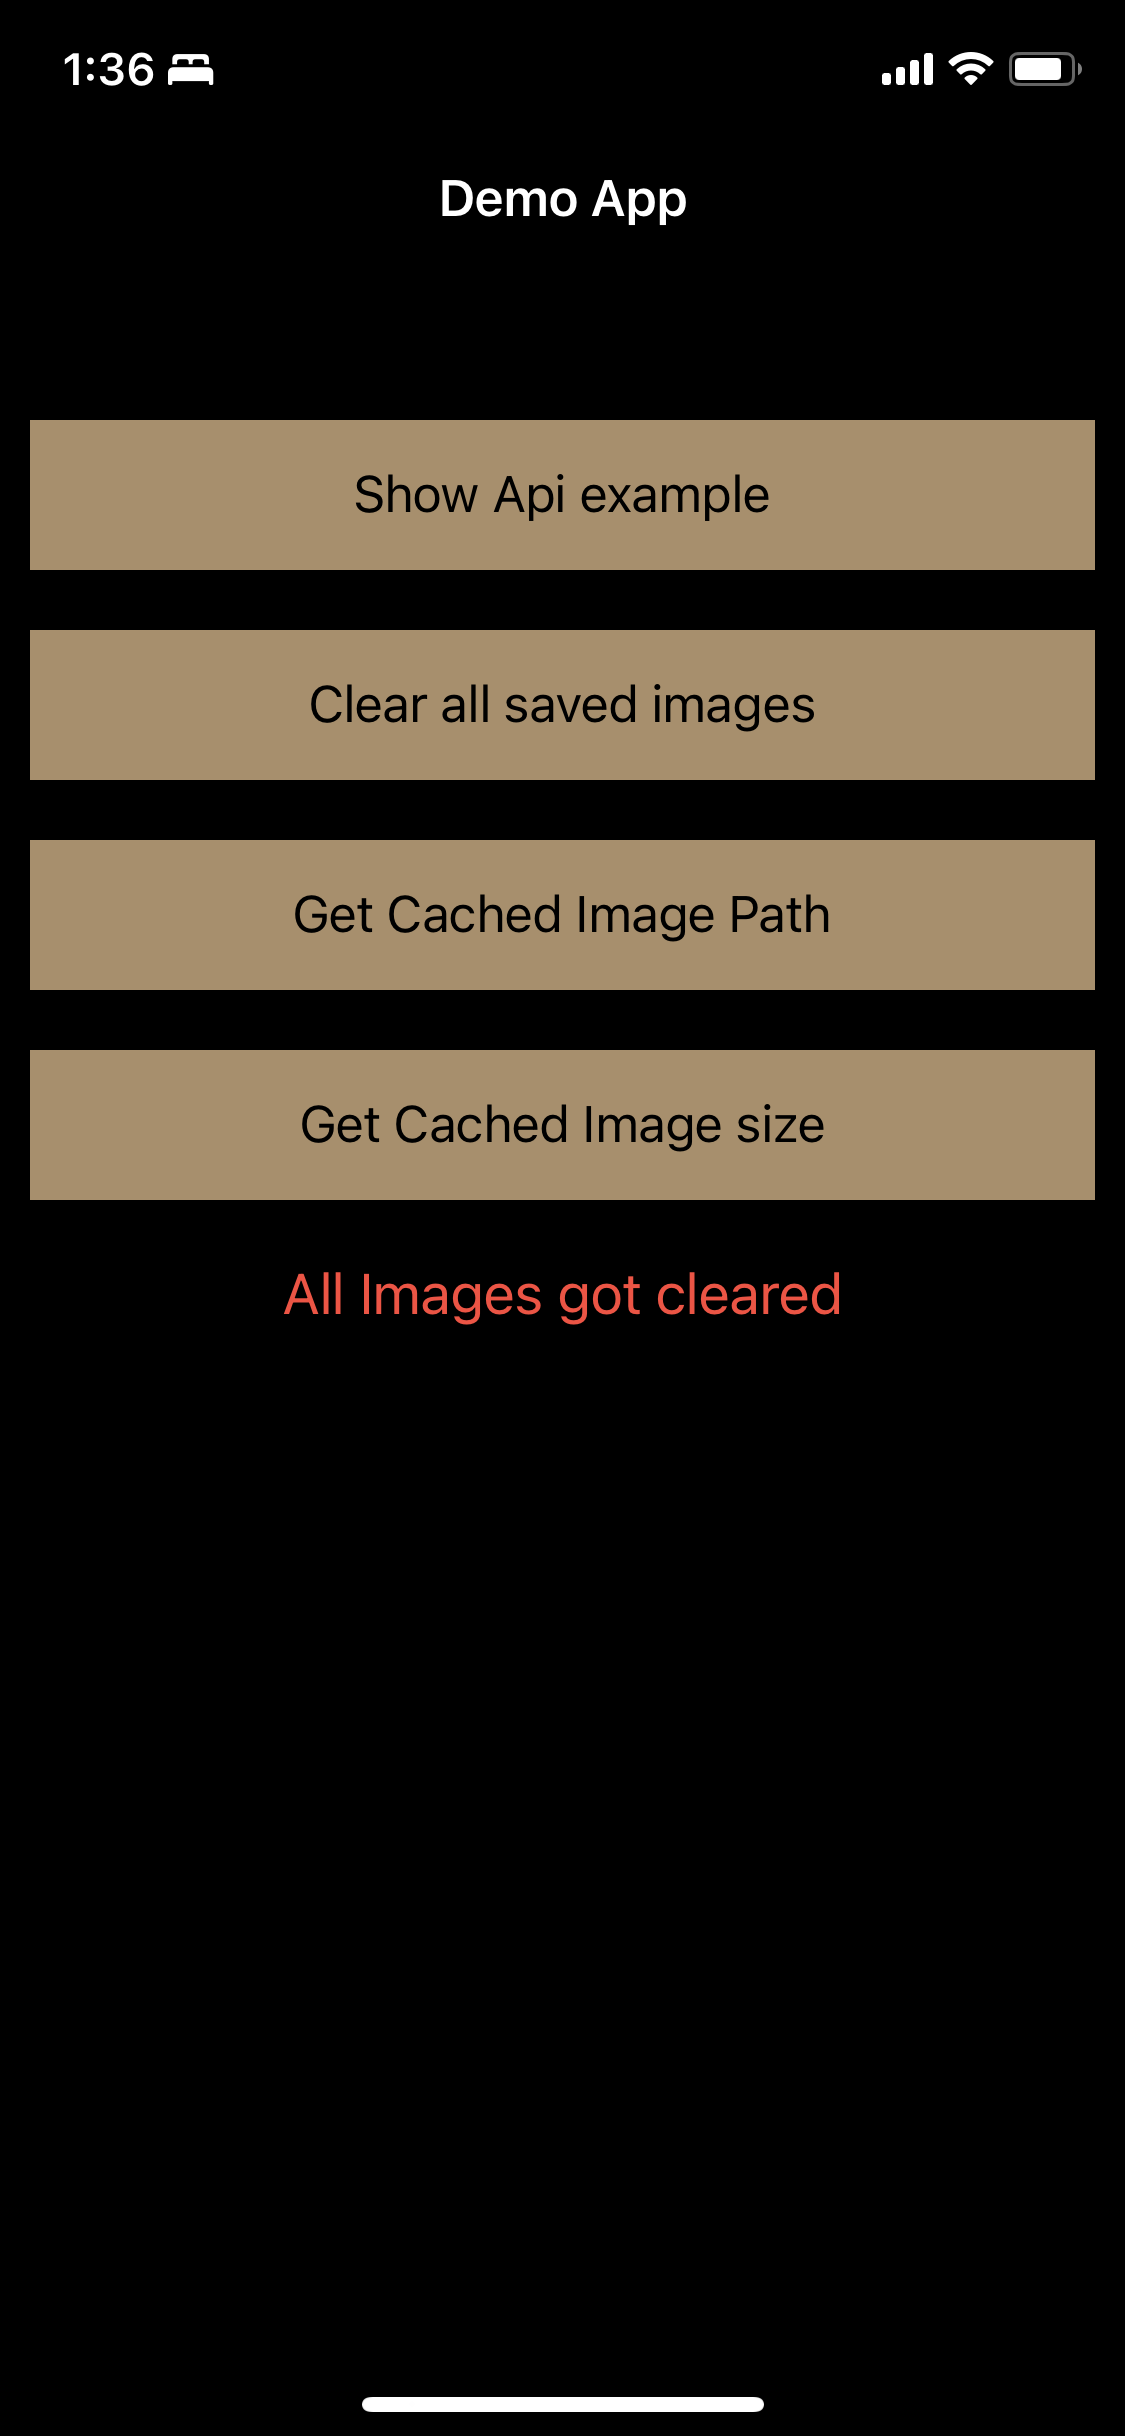 1:36
Demo App
Show Api example
Clear all saved images
Get Cached Image Path
Get Cached Image size
All Images got cleared